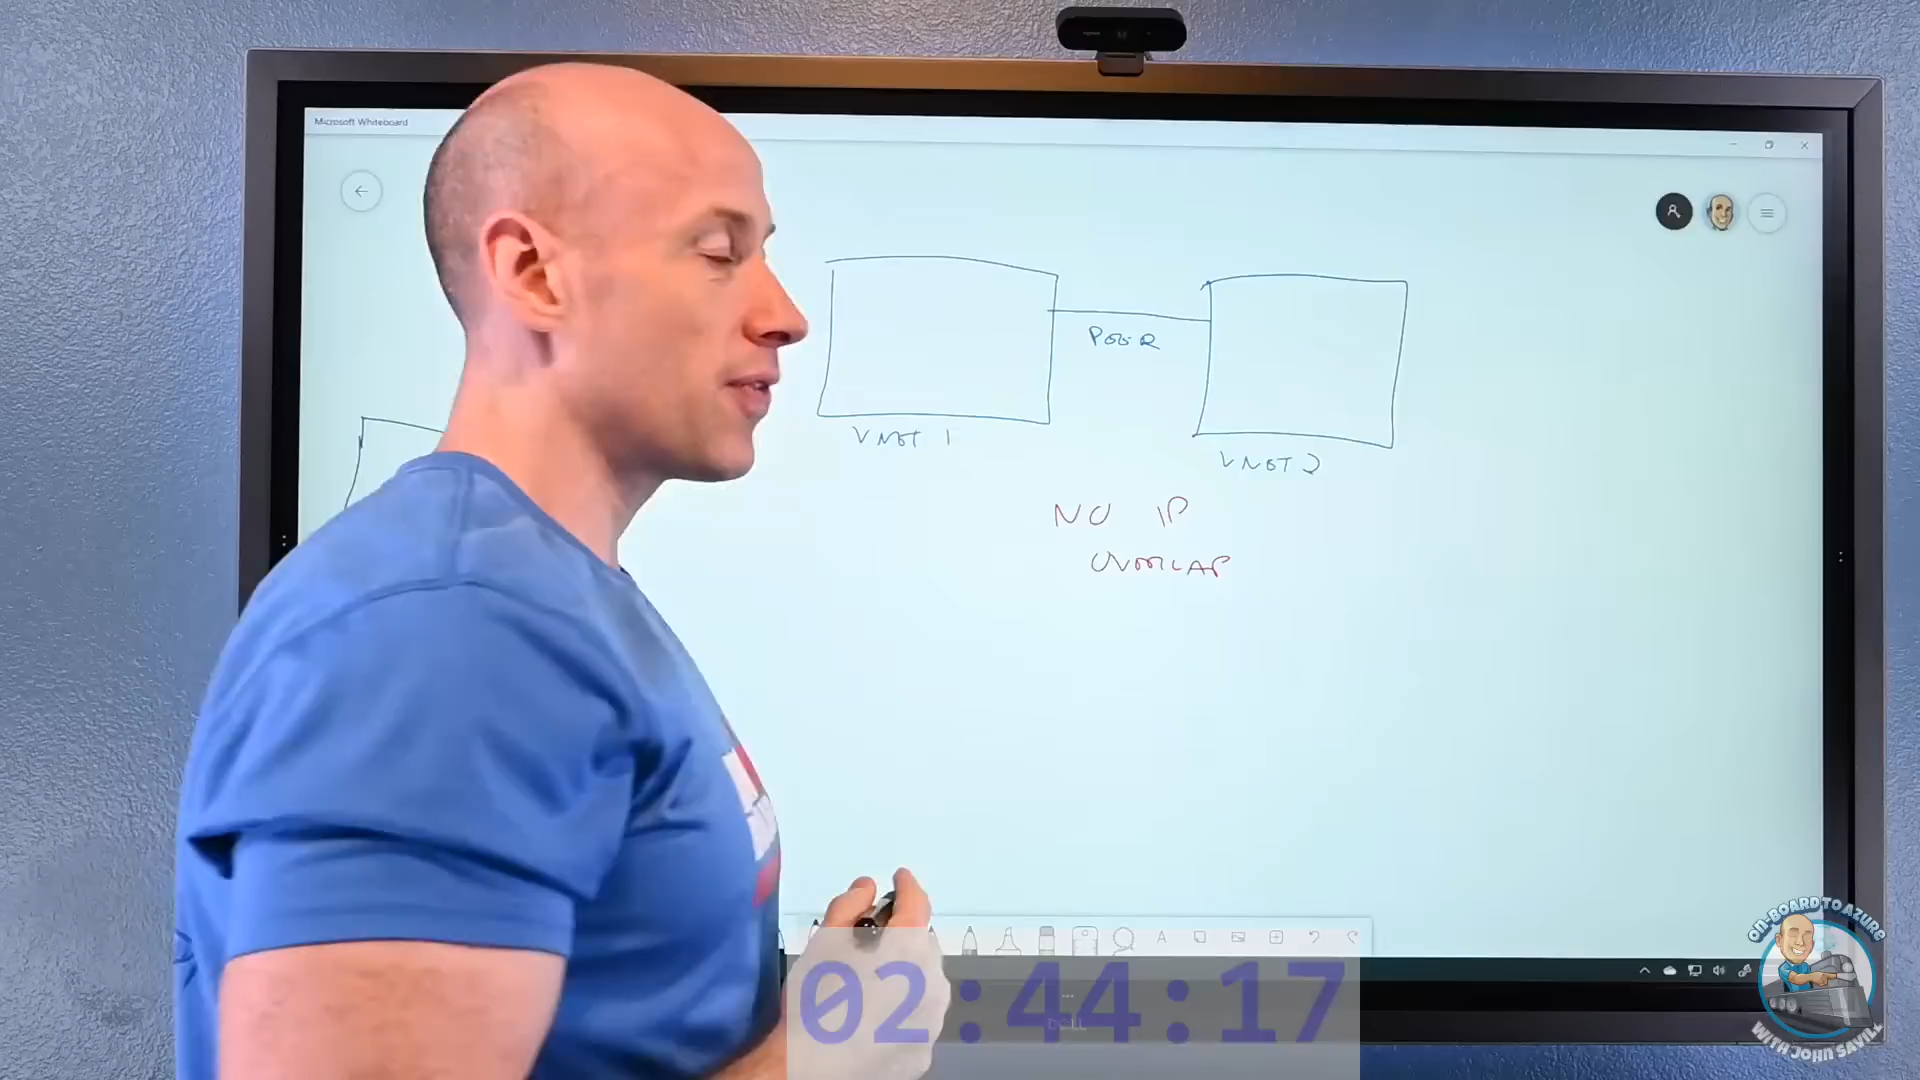 Microsoft Whiteboard
PEER
VNET 1
VNET 2
NO IP
OVERLAP
02:44:17
DELL
ON-BOARD TO AZURE
WITH JOHN SAVILL